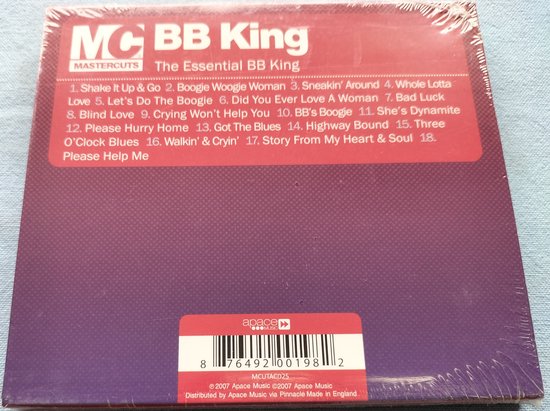 MC
MASTERCUTS
BB King
The Essential BB King
1. Shake It Up & Go 2. Boogie Woogie Woman 3. Sneakin' Around 4. Whole Lotta
Love 5. Let's Do The Boogie 6. Did You Ever Love A Woman 7. Bad Luck
8. Blind Love 9. Crying Won't Help You 10. BB's Boogie 11. She's Dynamite
12. Please Hurry Home 13. Got The Blues 14. Highway Bound 15. Three
O'Clock Blues 16. Walkin' & Cryin' 17. Story From My Heart & Soul 18.
Please Help Me
apace
MUSIC
8 76492 00198 2
MCUTACD25
℗2007 Apace Music ©2007 Apace Music
Distributed by Apace Music via Pinnacle Made in England